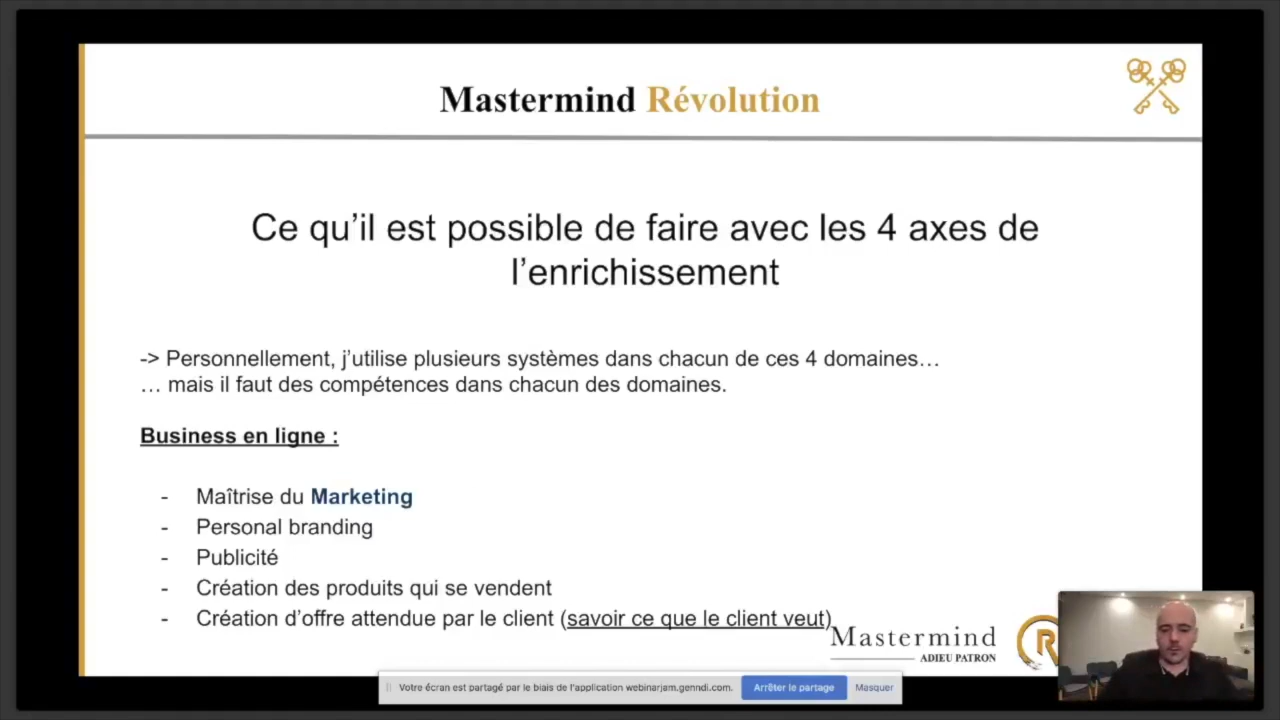 Mastermind Révolution
Ce qu’il est possible de faire avec les 4 axes de
l’enrichissement
-> Personnellement, j’utilise plusieurs systèmes dans chacun de ces 4 domaines…
… mais il faut des compétences dans chacun des domaines.
Business en ligne :
- Maîtrise du Marketing
- Personal branding
- Publicité
- Création des produits qui se vendent
- Création d’offre attendue par le client (savoir ce que le client veut)
Mastermind
ADIEU PATRON
R
Votre écran est partagé par le biais de l'application webinarjam.genndi.com.
Arrêter le partage
Masquer